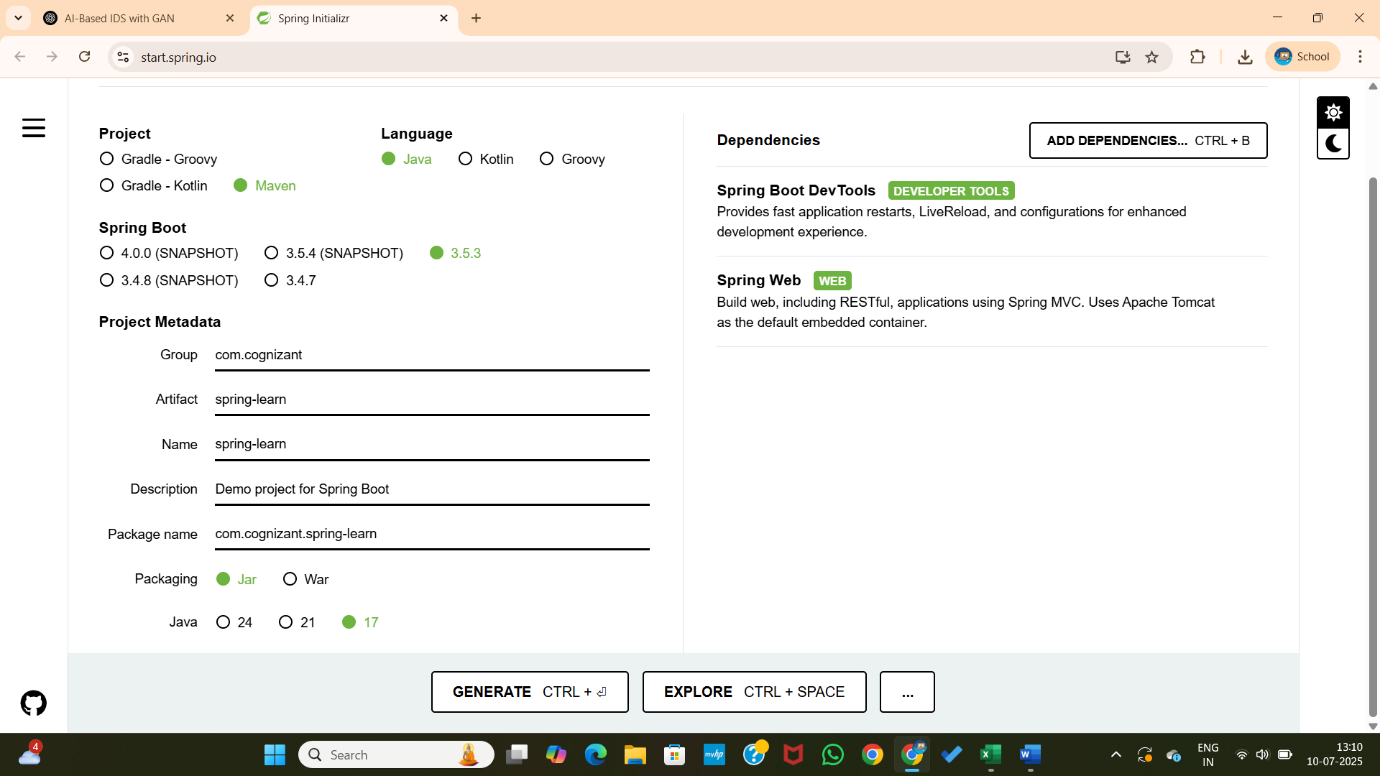 AI-Based IDS with GAN
Spring Initializr
start.spring.io
School
Project
Language
Gradle - Groovy
Java
Kotlin
Groovy
Gradle - Kotlin
Maven
Spring Boot
4.0.0 (SNAPSHOT)
3.5.4 (SNAPSHOT)
3.5.3
3.4.8 (SNAPSHOT)
3.4.7
Project Metadata
Group com.cognizant
Artifact spring-learn
Name spring-learn
Description Demo project for Spring Boot
Package name com.cognizant.spring-learn
Packaging Jar War
Java 24 21 17
Dependencies
ADD DEPENDENCIES... CTRL + B
Spring Boot DevTools DEVELOPER TOOLS
Provides fast application restarts, LiveReload, and configurations for enhanced
development experience.
Spring Web WEB
Build web, including RESTful, applications using Spring MVC. Uses Apache Tomcat
as the default embedded container.
GENERATE CTRL + ⏎
EXPLORE CTRL + SPACE
...
4
Search
myhp
ENG
IN
13:10
10-07-2025